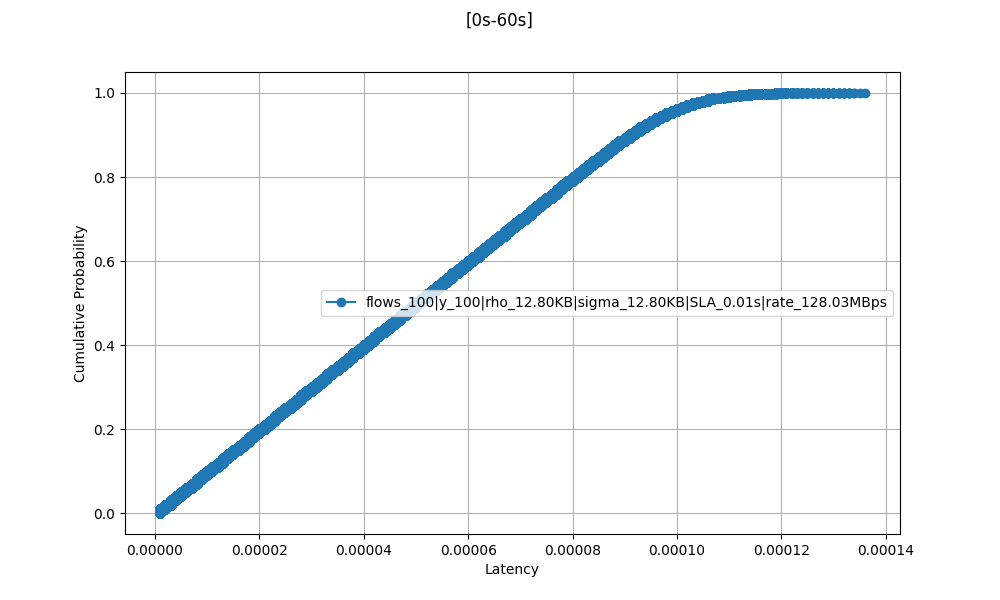 [0s-60s]
1.0
0.8
0.6
0.4
0.2
0.0
Cumulative Probability
flows_100|y_100|rho_12.80KB|sigma_12.80KB|SLA_0.01s|rate_128.03MBps
0.00000 0.00002 0.00004 0.00006 0.00008 0.00010 0.00012 0.00014
Latency